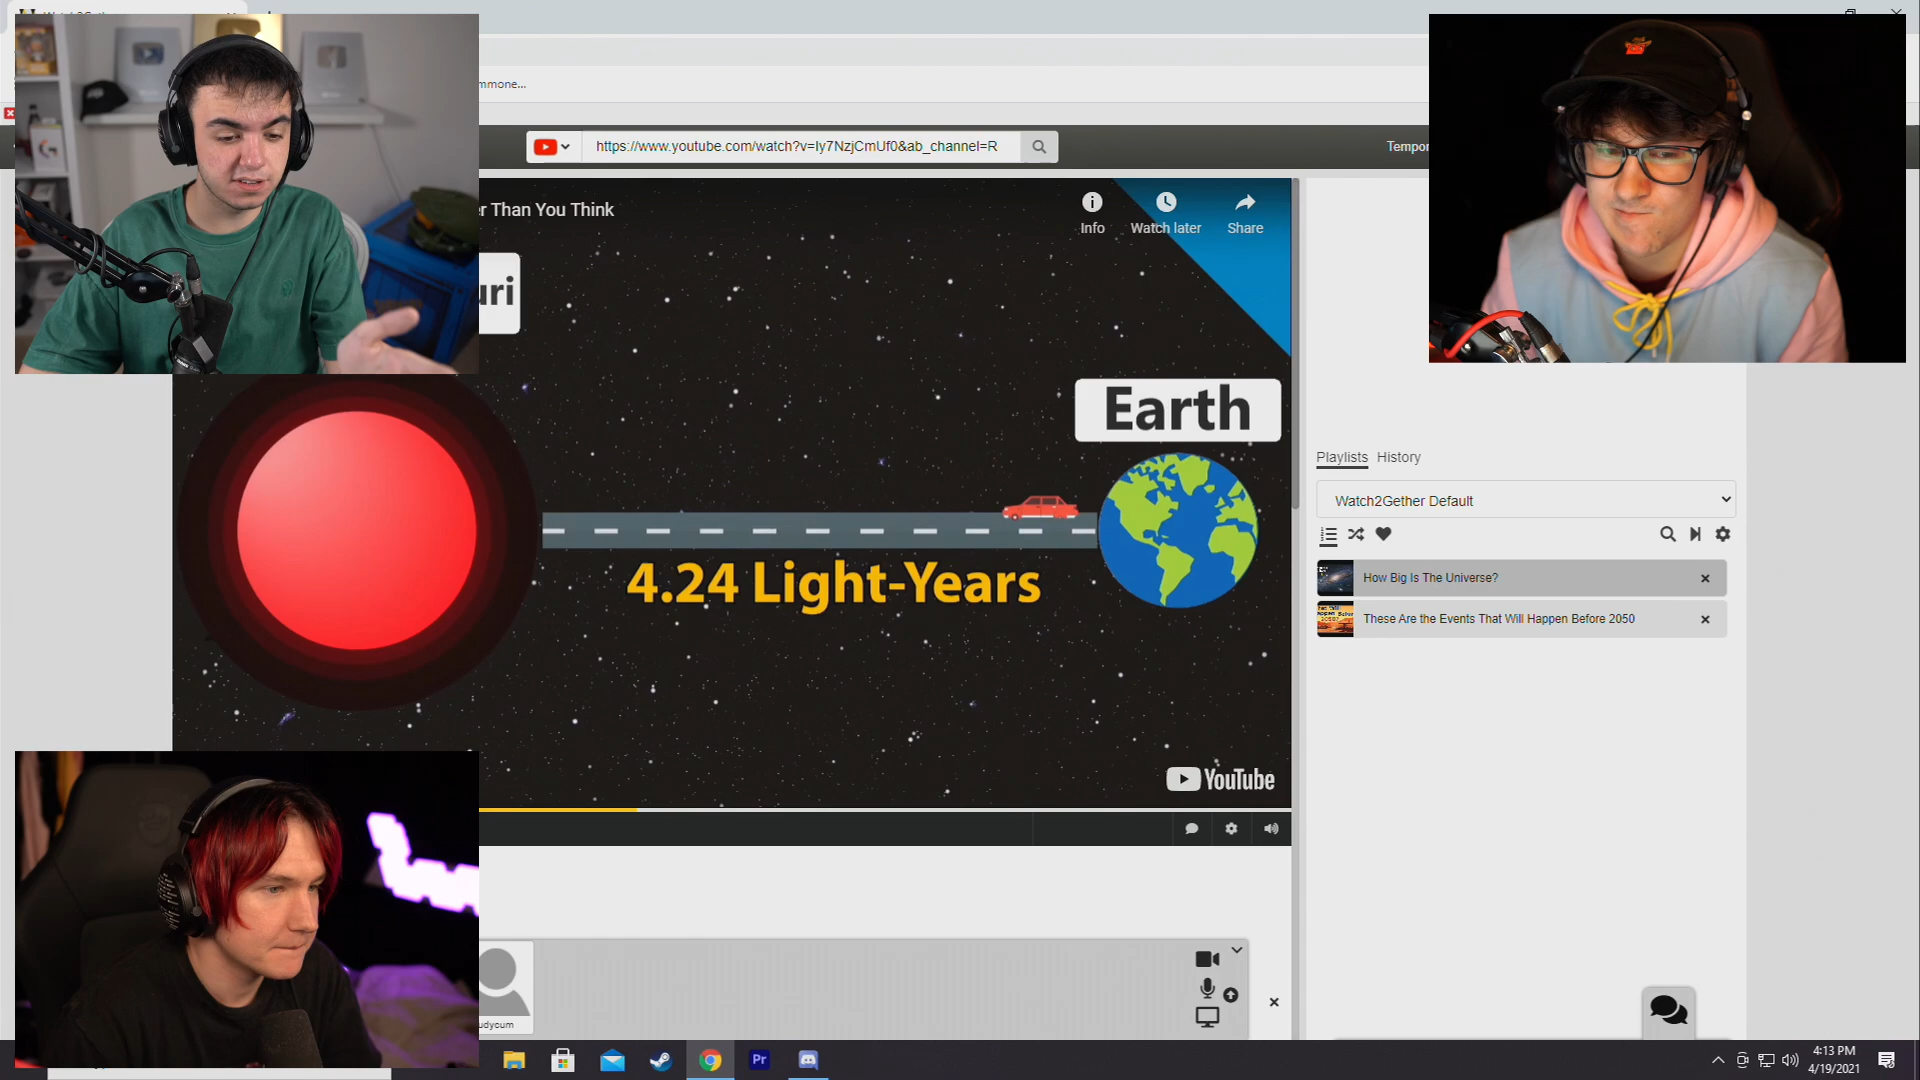 mmone...
https://www.youtube.com/watch?v=Iy7NzjCmUf0&ab_channel=R
Tempor
r Than You Think
Info
Watch later
Share
uri
Earth
4.24 Light-Years
YouTube
Playlists
History
Watch2Gether Default
How Big Is The Universe?
These Are the Events That Will Happen Before 2050
udycum
Pr
4:13 PM
4/19/2021